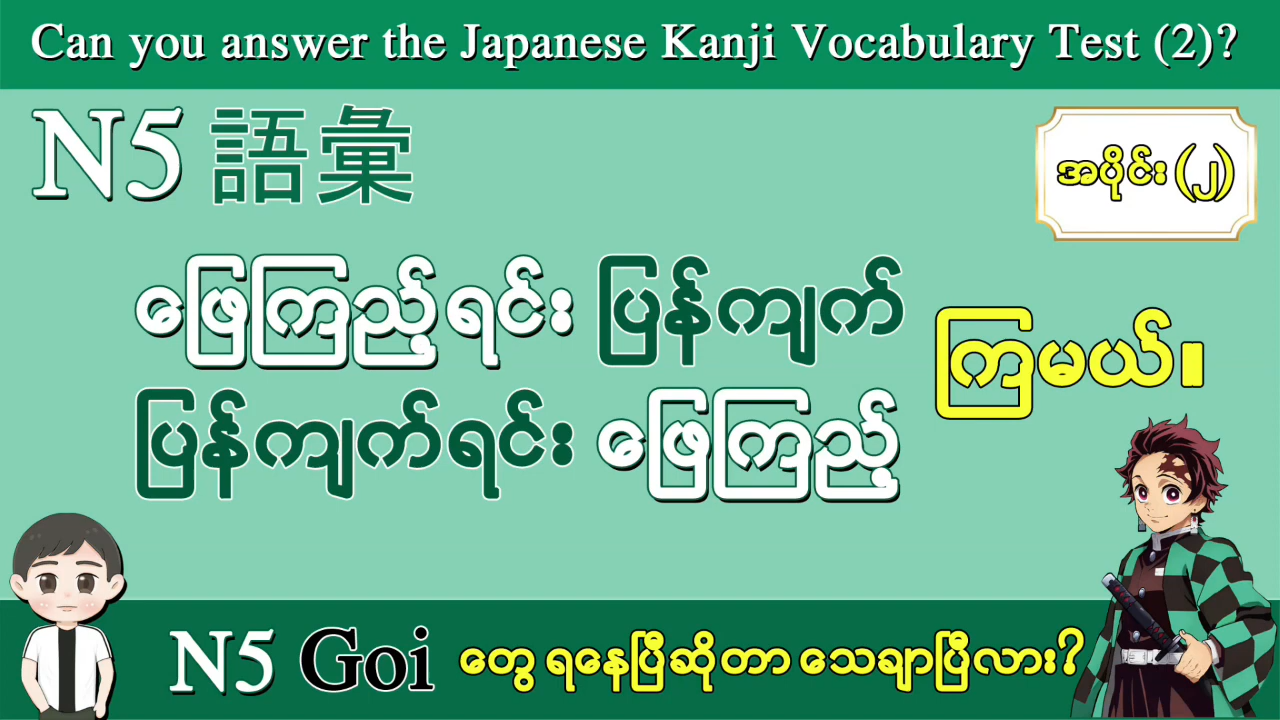 Can you answer the Japanese Kanji Vocabulary Test (2)?
N5 語彙
အပိုင်း (၂)
ဖြေကြည့်ရင်း ပြန်ကျက်
ပြန်ကျက်ရင်း ဖြေကြည့်
ကြမယ်။
N5 Goi တွေ ရနေပြီဆိုတာ သေချာပြီလား?